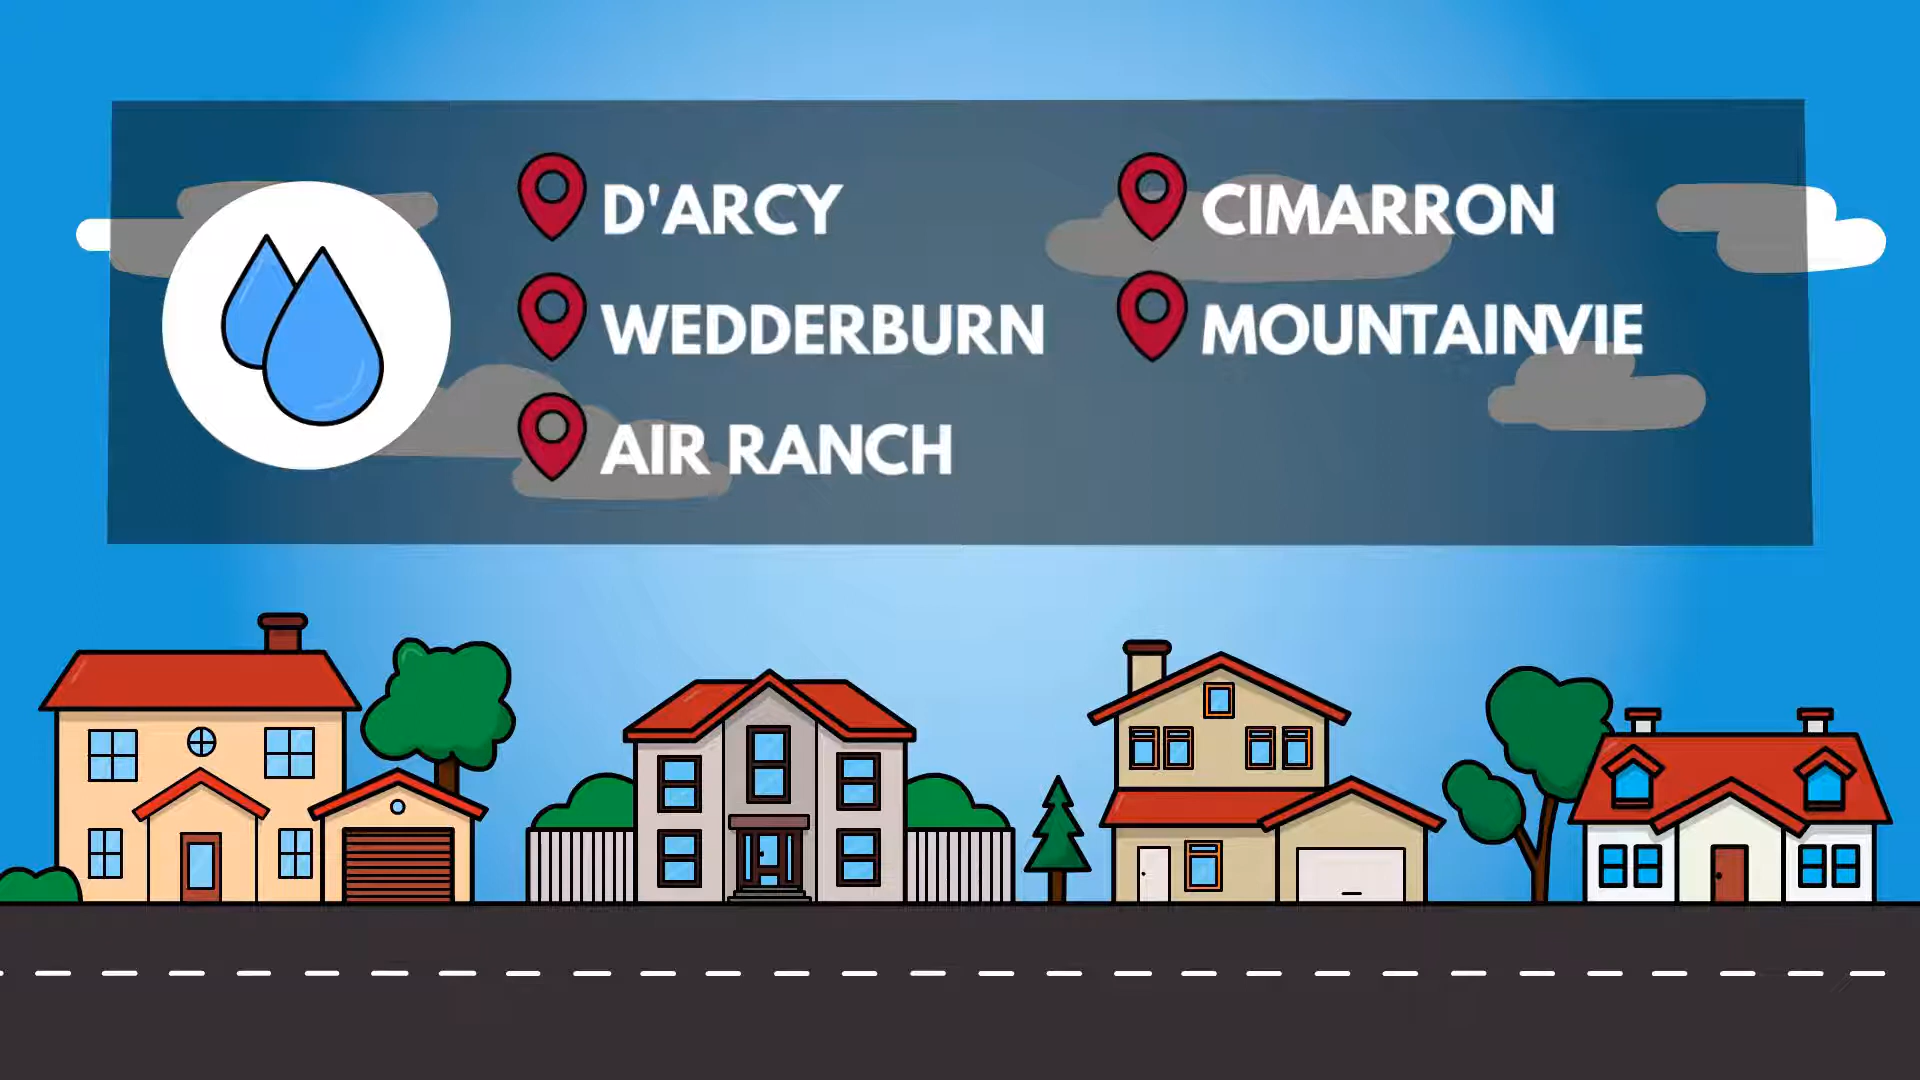 D'ARCY
WEDDERBURN
AIR RANCH
CIMARRON
MOUNTAINVIE